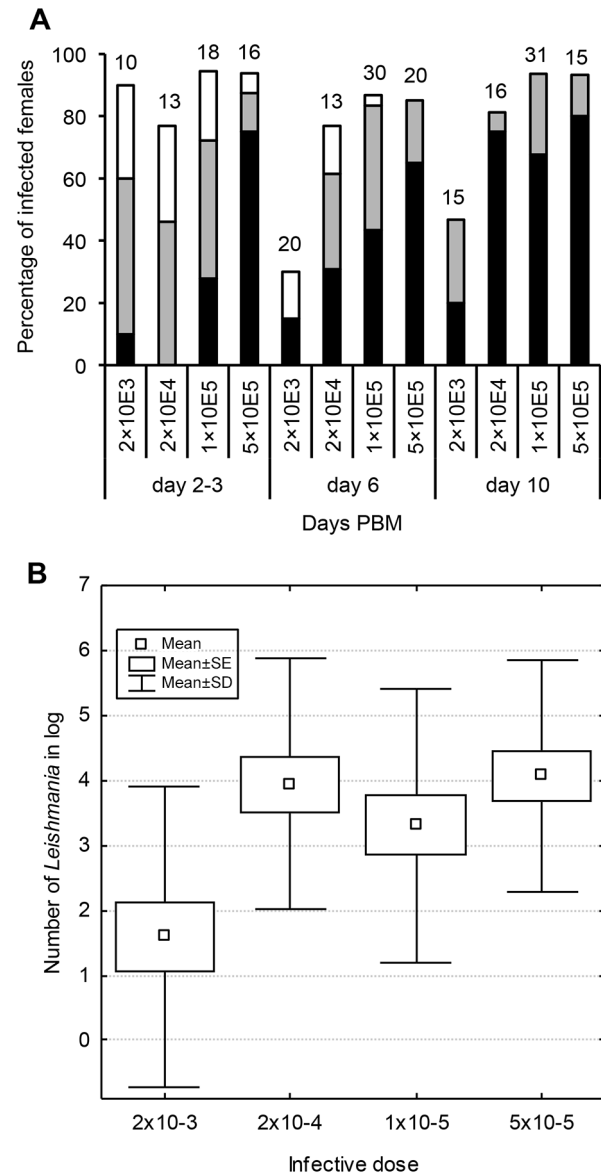 A
Percentage of infected females
100
80
60
40
20
0
10
13
18
16
20
13
30
20
15
16
31
15
2×10E3
2×10E4
1×10E5
5×10E5
2×10E3
2×10E4
1×10E5
5×10E5
2×10E3
2×10E4
1×10E5
5×10E5
day 2-3
day 6
day 10
Days PBM
B
Number of Leishmania in log
7
6
5
4
3
2
1
0
Mean
Mean±SE
Mean±SD
2x10-3
2x10-4
1x10-5
5x10-5
Infective dose